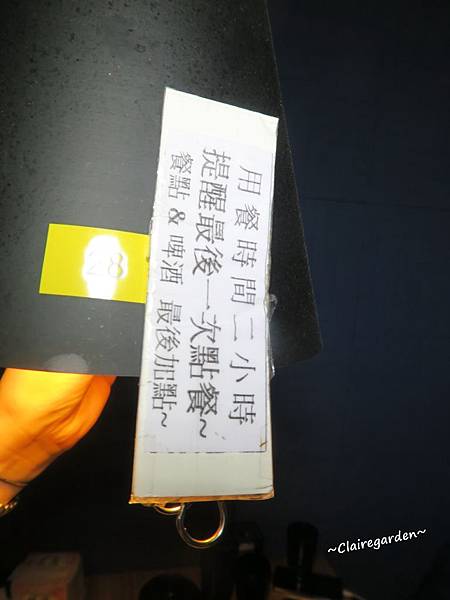 用餐時間二小時
提醒最後一次點餐~
餐點 & 啤酒 最後加點~
28
~Clairegarden~